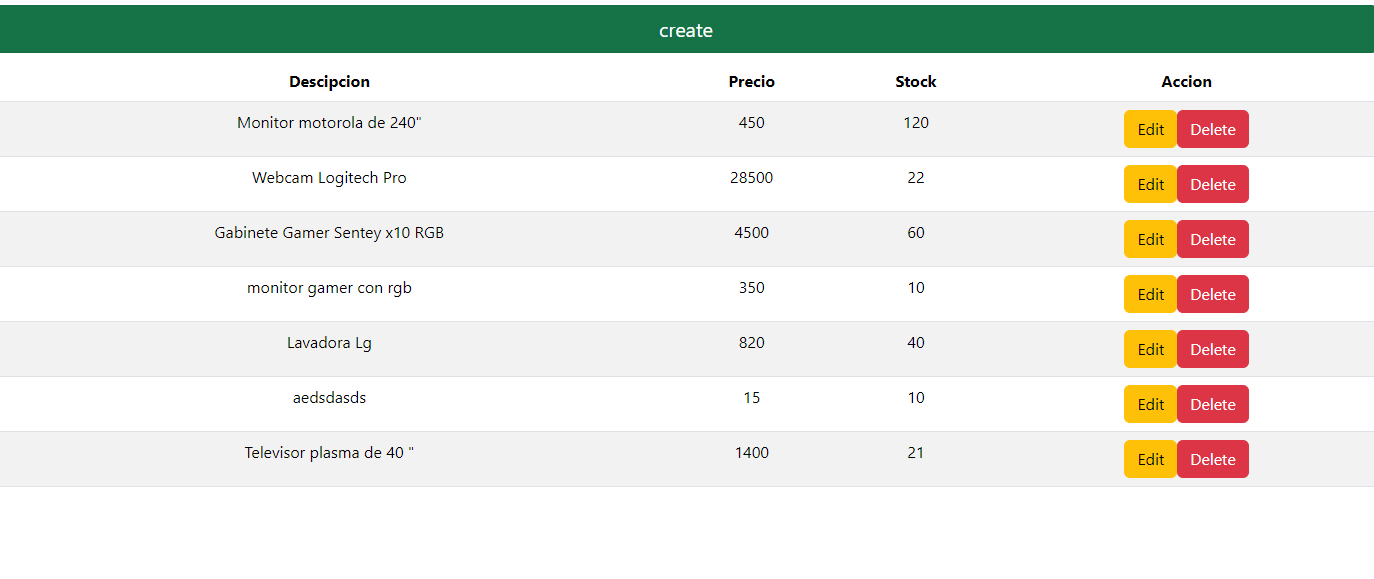 create
Descipcion Precio Stock Accion
Monitor motorola de 240" 450 120 Edit Delete
Webcam Logitech Pro 28500 22 Edit Delete
Gabinete Gamer Sentey x10 RGB 4500 60 Edit Delete
monitor gamer con rgb 350 10 Edit Delete
Lavadora Lg 820 40 Edit Delete
aedsdasds 15 10 Edit Delete
Televisor plasma de 40 " 1400 21 Edit Delete